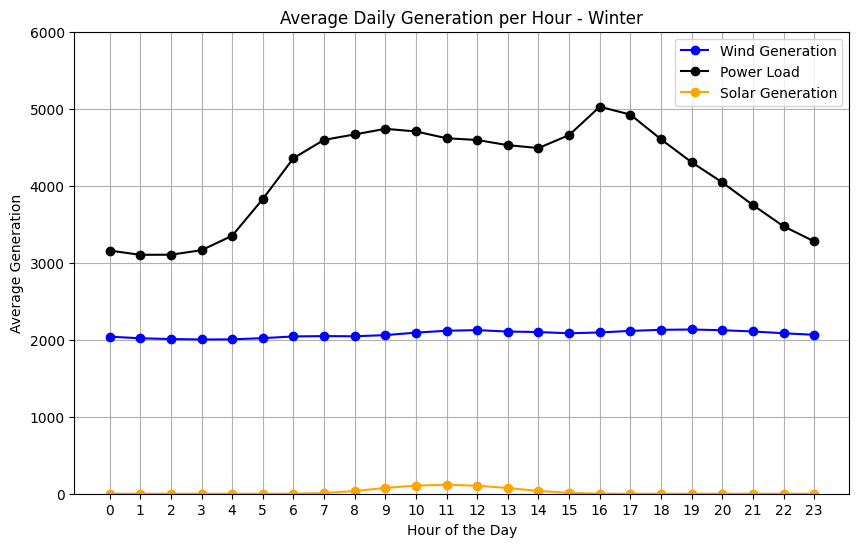 Average Daily Generation per Hour - Winter
Wind Generation
Power Load
Solar Generation
Average Generation
6000
5000
4000
3000
2000
1000
0
0 1 2 3 4 5 6 7 8 9 10 11 12 13 14 15 16 17 18 19 20 21 22 23
Hour of the Day